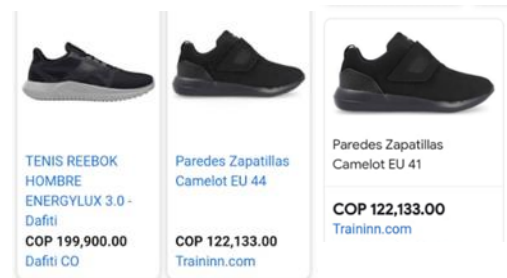 TENIS REEBOK
HOMBRE
ENERGYLUX 3.0 -
Dafiti
COP 199,900.00
Dafiti CO
Paredes Zapatillas
Camelot EU 44
COP 122,133.00
Traininn.com
Paredes Zapatillas
Camelot EU 41
COP 122,133.00
Traininn.com